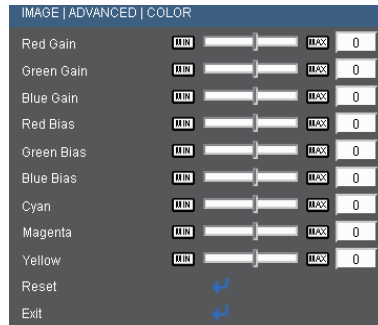 IMAGE | ADVANCED | COLOR
Red Gain MIN MAX 0
Green Gain MIN MAX 0
Blue Gain MIN MAX 0
Red Bias MIN MAX 0
Green Bias MIN MAX 0
Blue Bias MIN MAX 0
Cyan MIN MAX 0
Magenta MIN MAX 0
Yellow MIN MAX 0
Reset
Exit